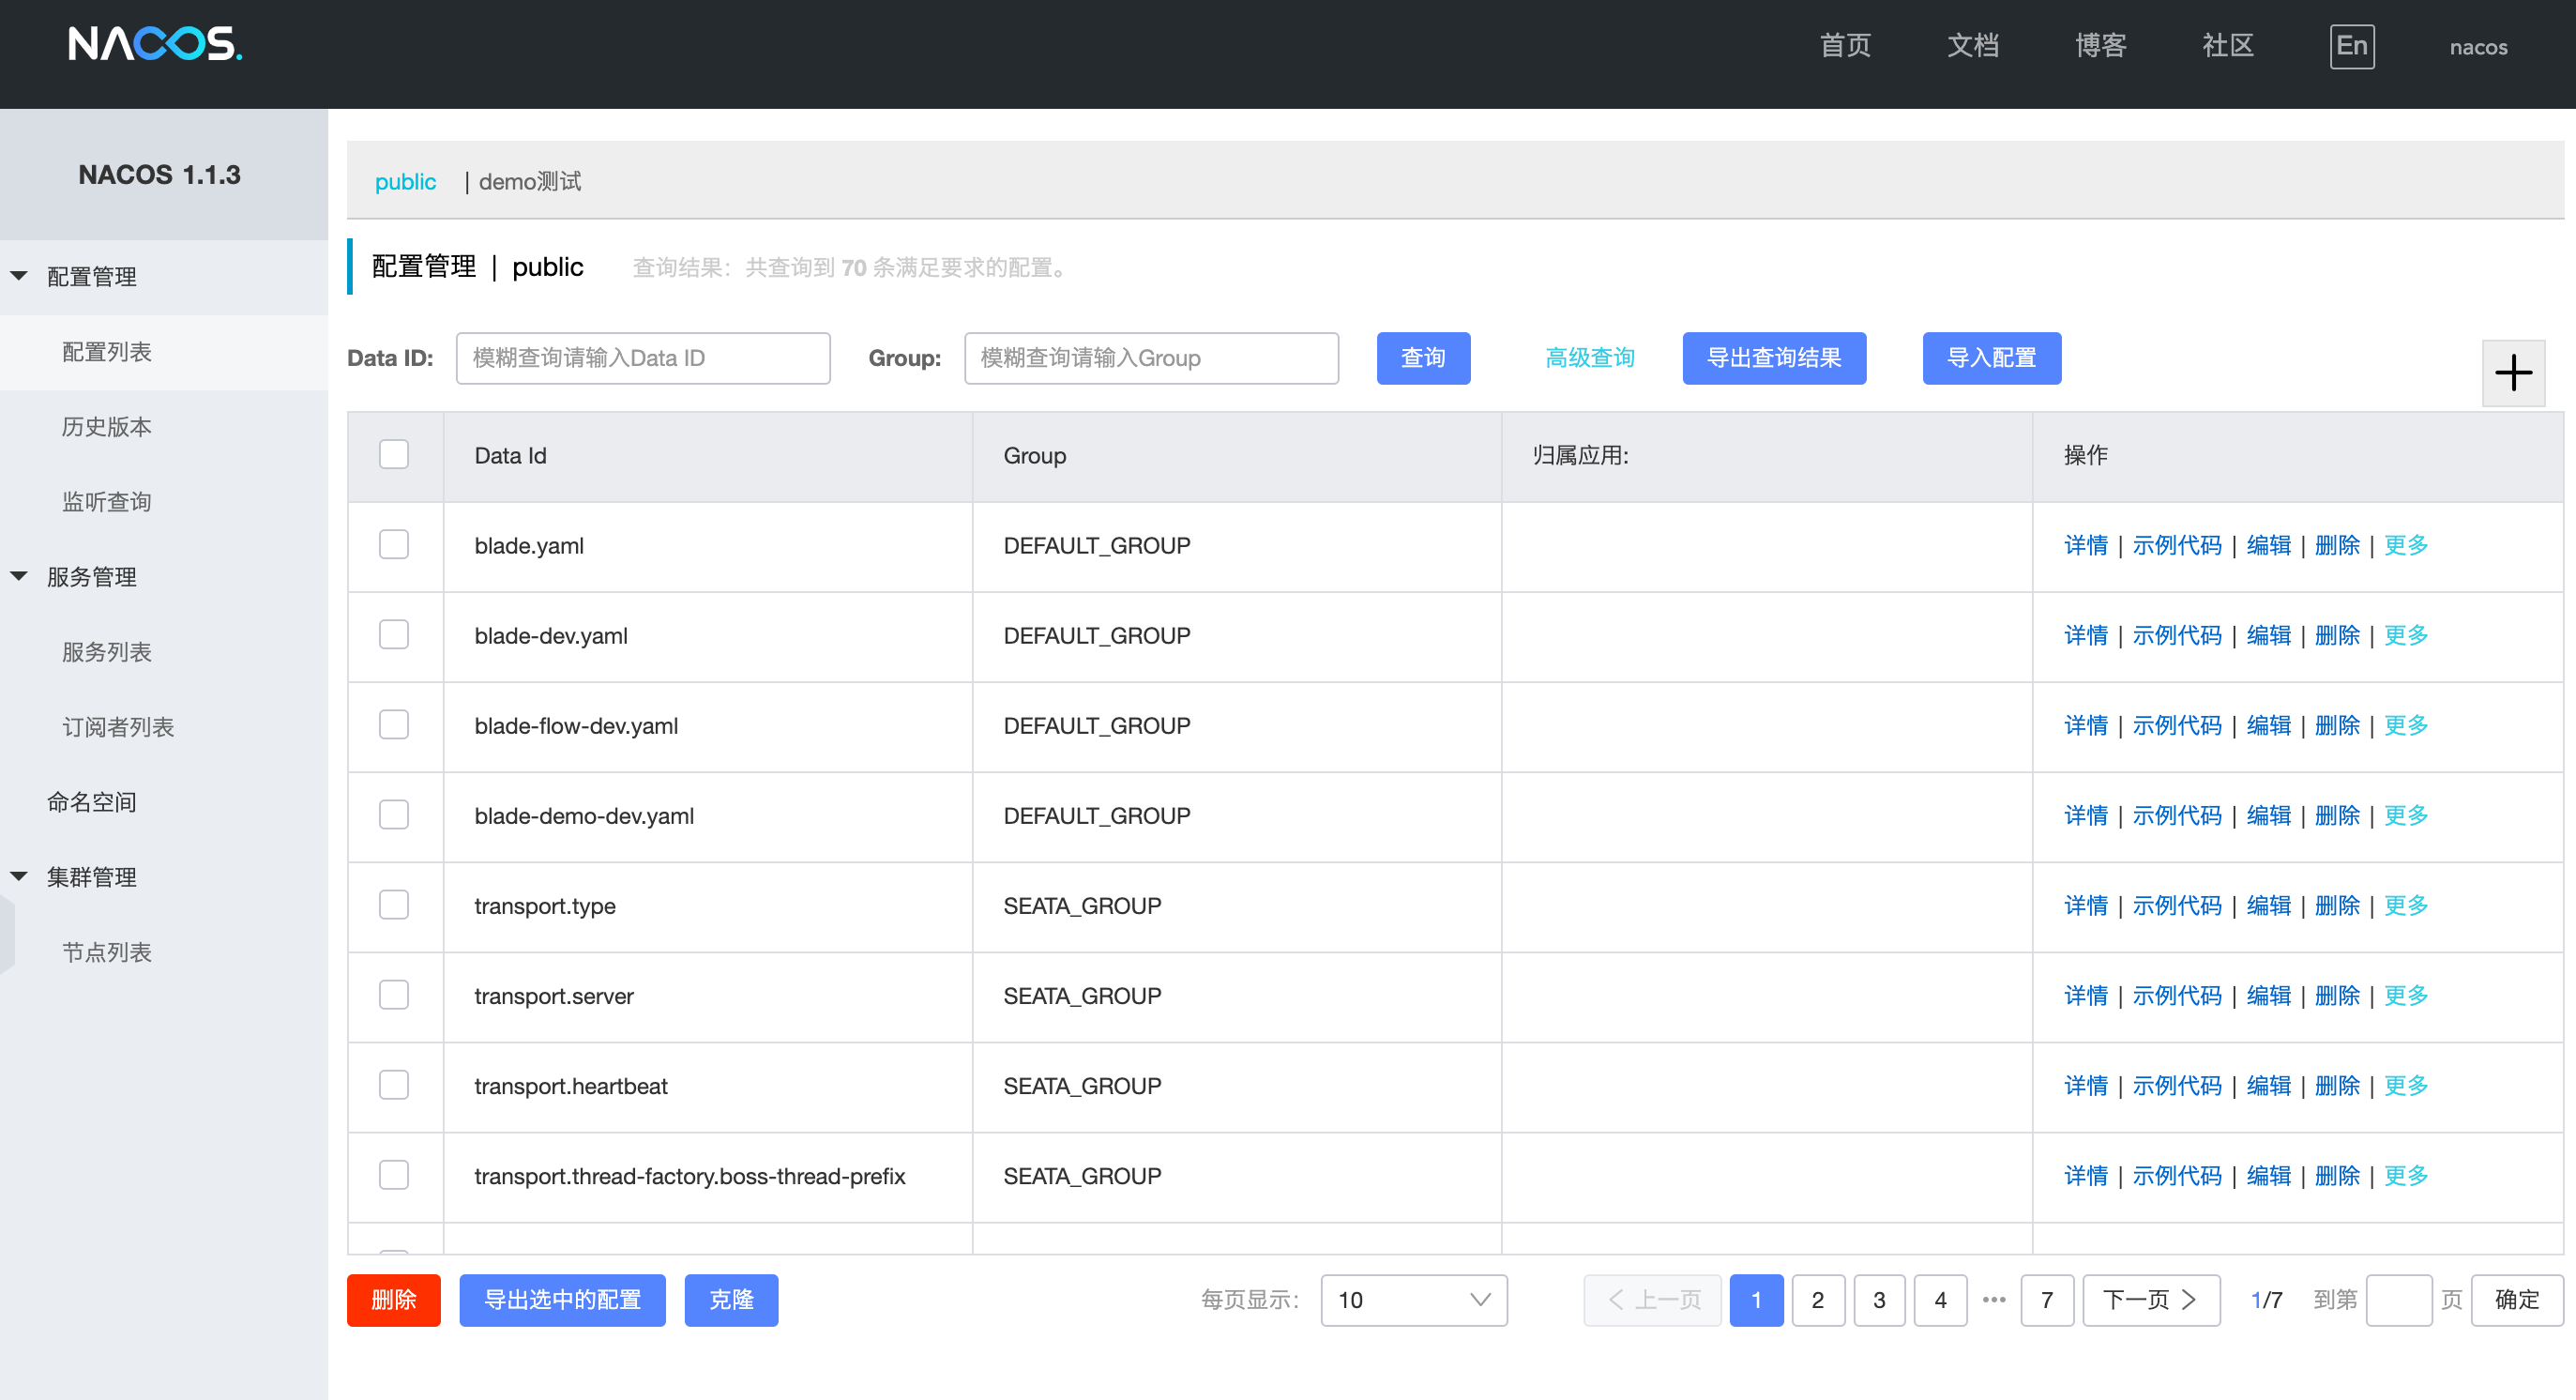 NACOS.
首页 文档 博客 社区 En nacos
NACOS 1.1.3
配置管理
配置列表
历史版本
监听查询
服务管理
服务列表
订阅者列表
命名空间
集群管理
节点列表
public | demo测试
配置管理 | public 查询结果：共查询到 70 条满足要求的配置。
Data ID: 模糊查询请输入Data ID Group: 模糊查询请输入Group 查询 高级查询 导出查询结果 导入配置
Data Id Group 归属应用: 操作
blade.yaml DEFAULT_GROUP 详情 | 示例代码 | 编辑 | 删除 | 更多
blade-dev.yaml DEFAULT_GROUP 详情 | 示例代码 | 编辑 | 删除 | 更多
blade-flow-dev.yaml DEFAULT_GROUP 详情 | 示例代码 | 编辑 | 删除 | 更多
blade-demo-dev.yaml DEFAULT_GROUP 详情 | 示例代码 | 编辑 | 删除 | 更多
transport.type SEATA_GROUP 详情 | 示例代码 | 编辑 | 删除 | 更多
transport.server SEATA_GROUP 详情 | 示例代码 | 编辑 | 删除 | 更多
transport.heartbeat SEATA_GROUP 详情 | 示例代码 | 编辑 | 删除 | 更多
transport.thread-factory.boss-thread-prefix SEATA_GROUP 详情 | 示例代码 | 编辑 | 删除 | 更多
删除 导出选中的配置 克隆 每页显示: 10 上一页 1 2 3 4 ••• 7 下一页 1/7 到第 页 确定